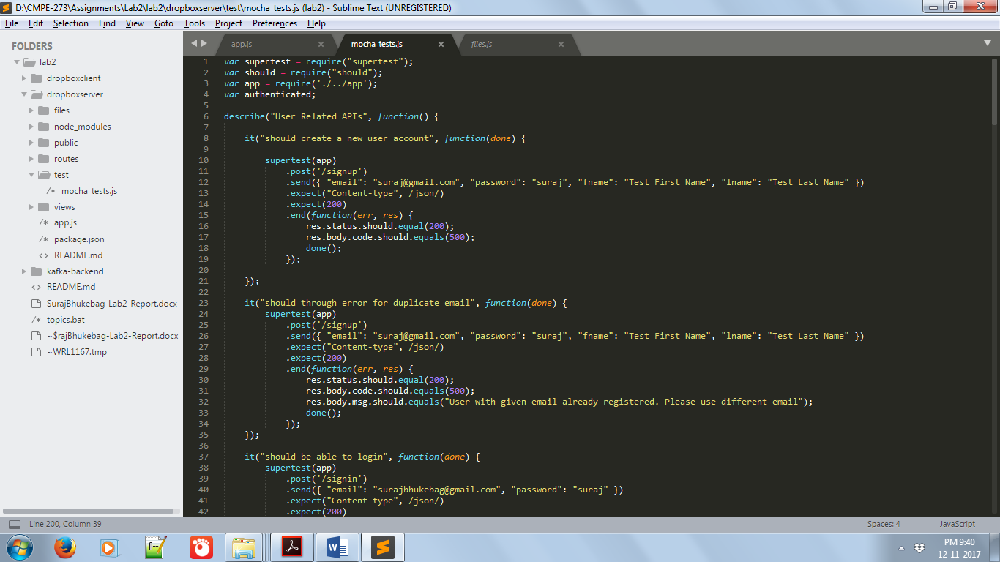 D:\CMPE-273\Assignments\Lab2\lab2\dropboxserver\test\mocha_tests.js (lab2) - Sublime Text (UNREGISTERED)
File Edit Selection Find View Goto Tools Project Preferences Help
FOLDERS
lab2
dropboxclient
dropboxserver
files
node_modules
public
routes
test
/* mocha_tests.js
views
/* app.js
/* package.json
<> README.md
kafka-backend
<> README.md
SurajBhukebag-Lab2-Report.docx
/* topics.bat
~$rajBhukebag-Lab2-Report.docx
~WRL1167.tmp
app.js × mocha_tests.js × files.js ×
1 var supertest = require("supertest");
2 var should = require("should");
3 var app = require('./../app');
4 var authenticated;
5
6 describe("User Related APIs", function() {
7
8 it("should create a new user account", function(done) {
9
10 supertest(app)
11 .post('/signup')
12 .send({ "email": "suraj@gmail.com", "password": "suraj", "fname": "Test First Name", "lname": "Test Last Name" })
13 .expect("Content-type", /json/)
14 .expect(200)
15 .end(function(err, res) {
16 res.status.should.equal(200);
17 res.body.code.should.equals(500);
18 done();
19 });
20
21 });
22
23 it("should through error for duplicate email", function(done) {
24 supertest(app)
25 .post('/signup')
26 .send({ "email": "suraj@gmail.com", "password": "suraj", "fname": "Test First Name", "lname": "Test Last Name" })
27 .expect("Content-type", /json/)
28 .expect(200)
29 .end(function(err, res) {
30 res.status.should.equal(200);
31 res.body.code.should.equals(500);
32 res.body.msg.should.equals("User with given email already registered. Please use different email");
33 done();
34 });
35 });
36
37 it("should be able to login", function(done) {
38 supertest(app)
39 .post('/signin')
40 .send({ "email": "surajbhukebag@gmail.com", "password": "suraj" })
41 .expect("Content-type", /json/)
42 .expect(200)
Line 200, Column 39 Spaces: 4 JavaScript
PM 9:40
12-11-2017